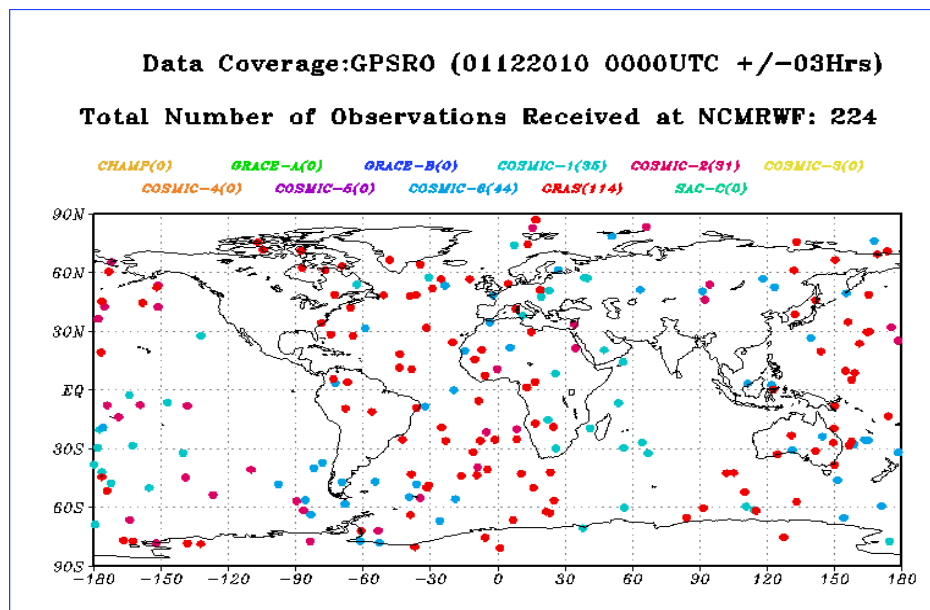 Data Coverage:GPSRO (01122010 0000UTC +/-03Hrs)
Total Number of Observations Received at NCMRWF: 224
CHAMP(0) GRACE-A(0) GRACE-B(0) COSMIC-1(35) COSMIC-2(31) COSMIC-3(0)
COSMIC-4(0) COSMIC-5(0) COSMIC-6(44) GRAS(114) SAC-C(0)
90N
60N
30N
EQ
30S
60S
90S
-180 -150 -120 -90 -60 -30 0 30 60 90 120 150 180